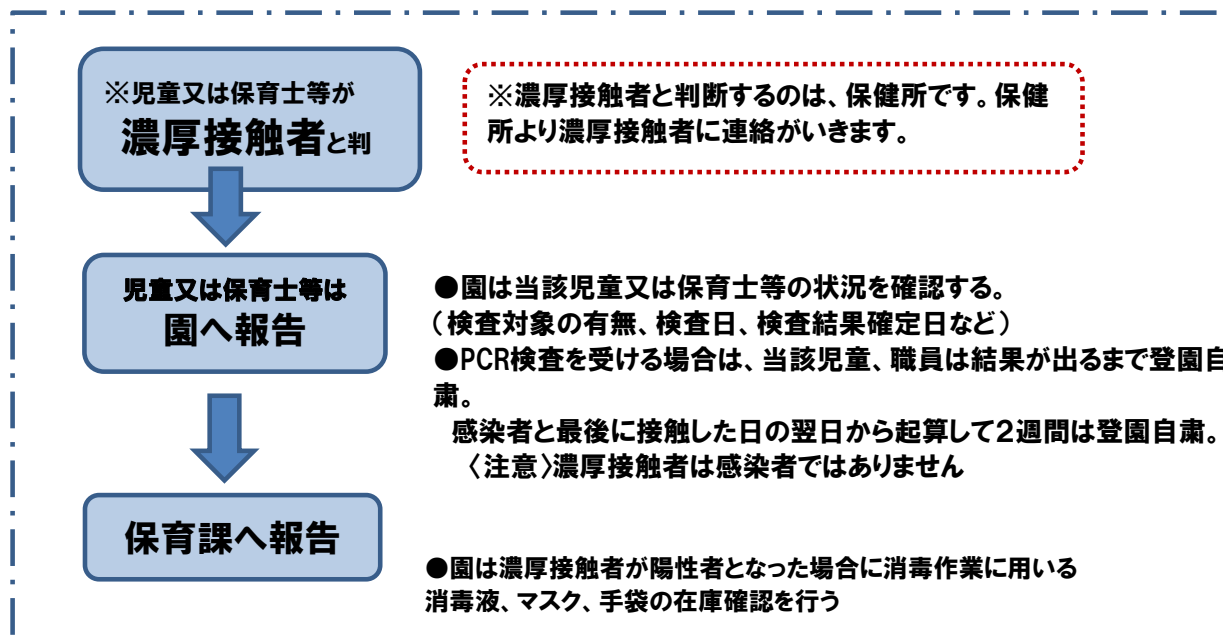 ※児童又は保育士等が
濃厚接触者と判
※濃厚接触者と判断するのは、保健所です。保健
所より濃厚接触者に連絡がいきます。
児童又は保育士等は
園へ報告
●園は当該児童又は保育士等の状況を確認する。
(検査対象の有無、検査日、検査結果確定日など)
●PCR検査を受ける場合は、当該児童、職員は結果が出るまで登園自
粛。
感染者と最後に接触した日の翌日から起算して2週間は登園自粛。
〈注意〉濃厚接触者は感染者ではありません
保育課へ報告
●園は濃厚接触者が陽性者となった場合に消毒作業に用いる
消毒液、マスク、手袋の在庫確認を行う